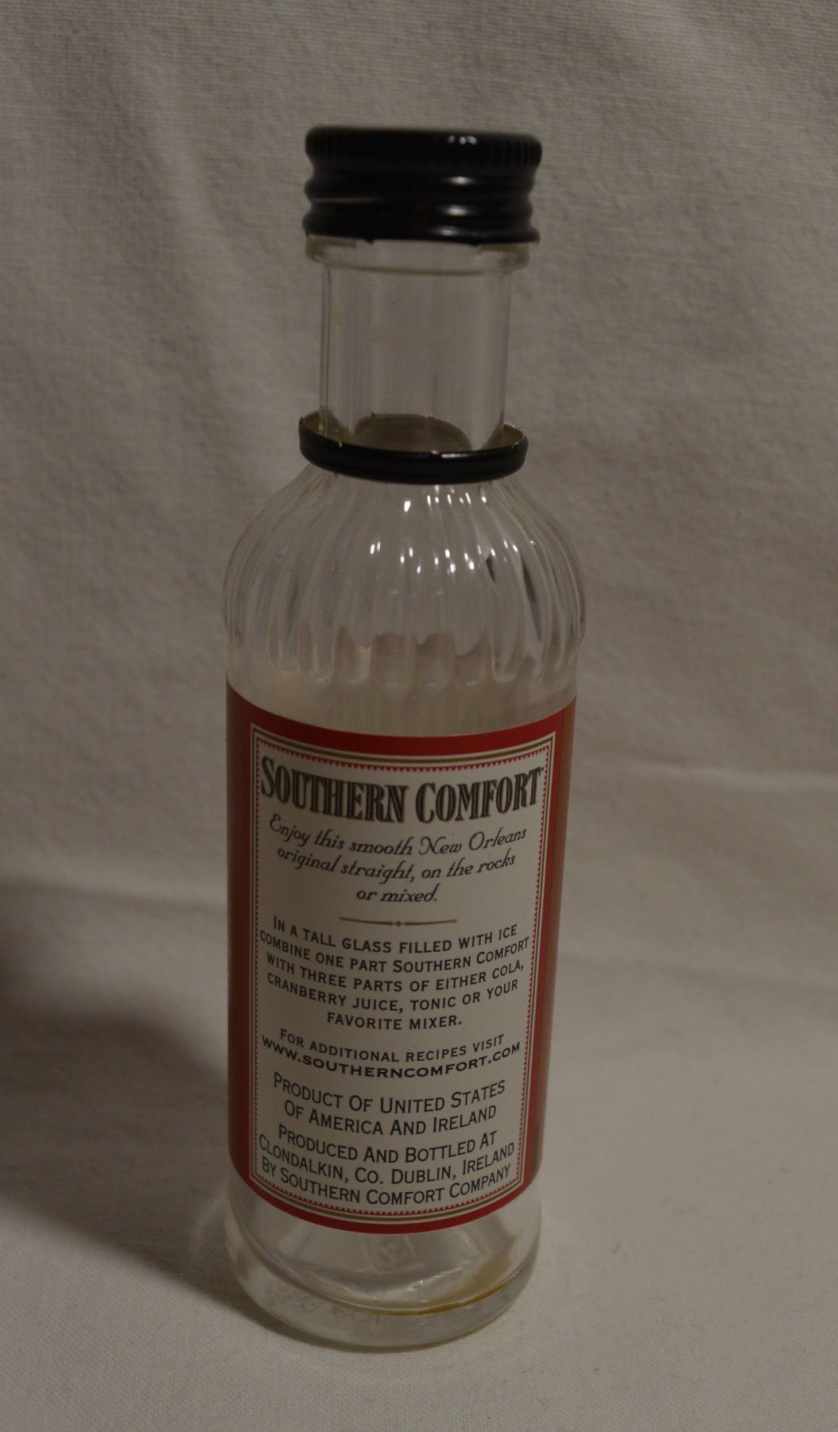 SOUTHERN COMFORT
Enjoy this smooth New Orleans
original straight, on the rocks
or mixed.
IN A TALL GLASS FILLED WITH ICE
COMBINE ONE PART SOUTHERN COMFORT
WITH THREE PARTS OF EITHER COLA,
CRANBERRY JUICE, TONIC OR YOUR
FAVORITE MIXER.
FOR ADDITIONAL RECIPES VISIT
WWW.SOUTHERNCOMFORT.COM
PRODUCT OF UNITED STATES
OF AMERICA AND IRELAND
PRODUCED AND BOTTLED AT
CLONDALKIN, CO. DUBLIN, IRELAND
BY SOUTHERN COMFORT COMPANY